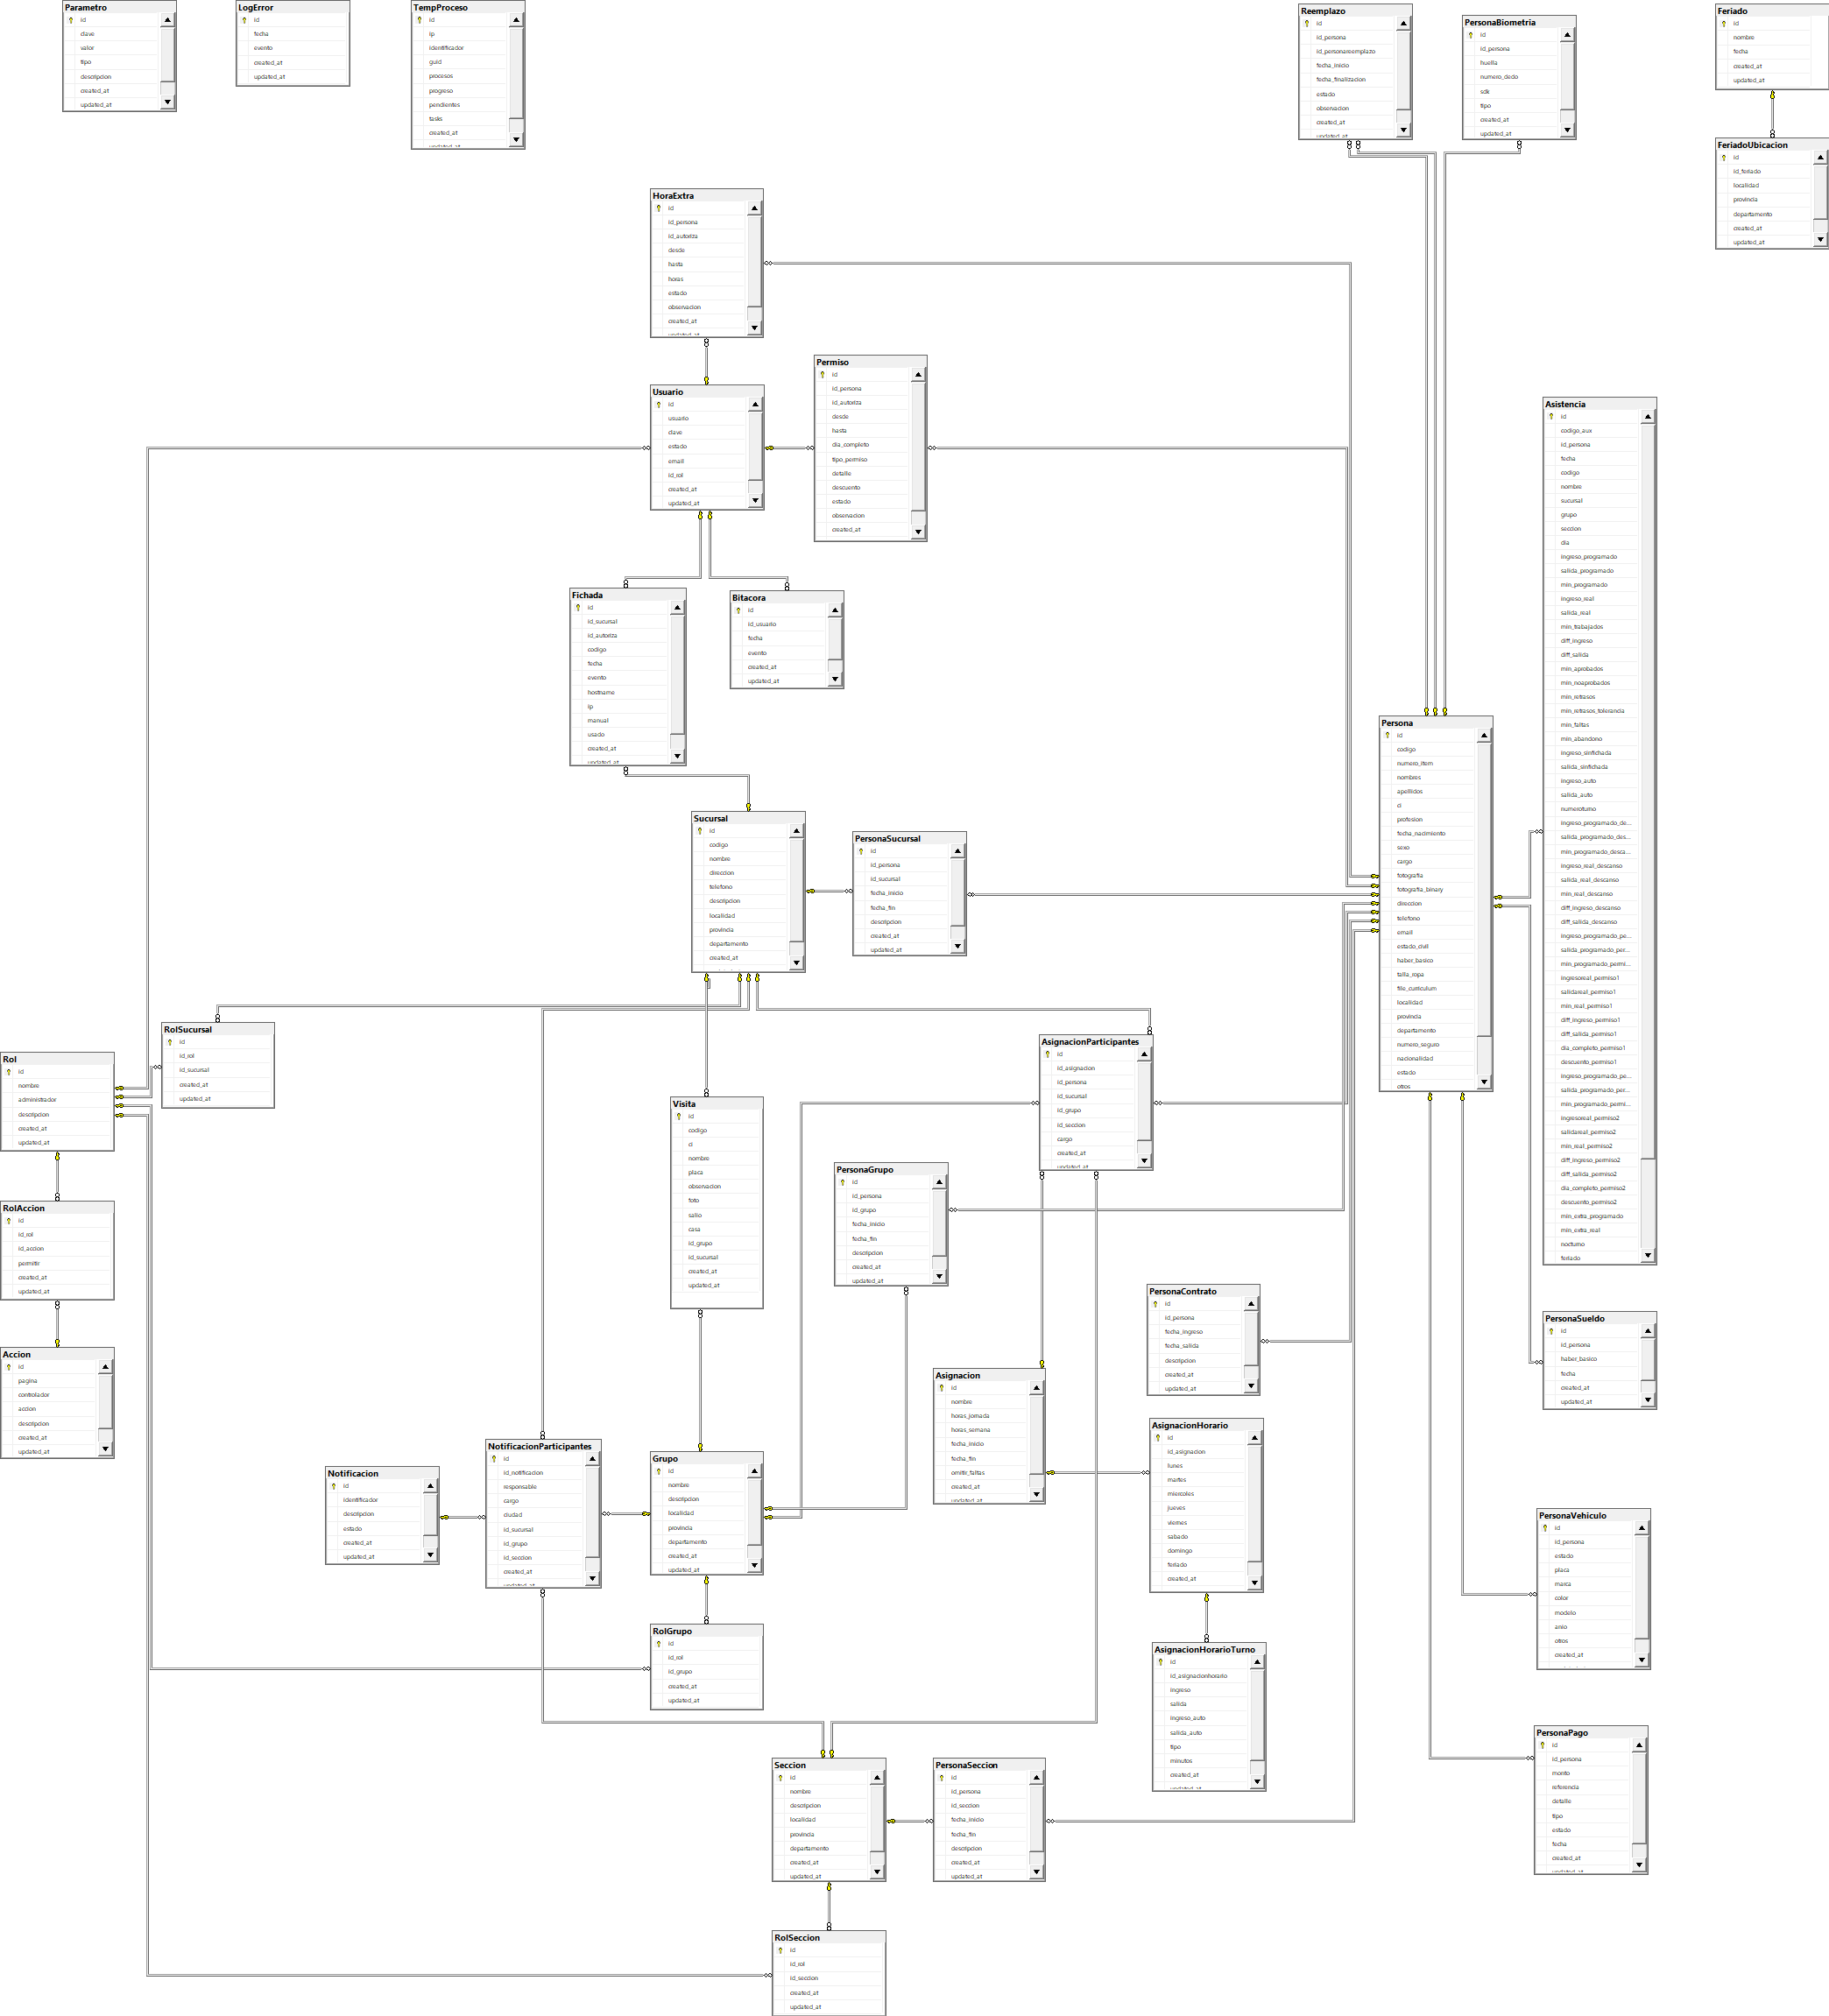 Parametro
id
clave
valor
tipo
descripcion
created_at
updated_at
LogError
id
fecha
evento
created_at
updated_at
TempProceso
id
ip
identificador
guid
procesos
progreso
pendientes
tasks
created_at
updated_at
Reemplazo
id
id_persona
id_personareemplazo
fecha_inicio
fecha_finalizacion
estado
observacion
created_at
updated_at
PersonaBiometria
id
id_persona
huella
numero_dedo
sdk
tipo
created_at
updated_at
Feriado
id
nombre
fecha
created_at
updated_at
FeriadoUbicacion
id
id_feriado
localidad
provincia
departamento
created_at
updated_at
HoraExtra
id
id_persona
id_autoriza
desde
hasta
horas
estado
observacion
created_at
updated_at
Usuario
id
usuario
clave
estado
email
id_rol
created_at
updated_at
Permiso
id
id_persona
id_autoriza
desde
hasta
dia_completo
tipo_permiso
detalle
descuento
estado
observacion
created_at
Fichada
id
id_sucursal
id_autoriza
codigo
fecha
evento
hostname
ip
manual
usado
created_at
updated_at
Bitacora
id
id_usuario
fecha
evento
created_at
updated_at
Asistencia
id
codigo_aux
id_persona
fecha
codigo
nombre
sucursal
grupo
seccion
dia
ingreso_programado
salida_programado
min_programado
ingreso_real
salida_real
min_trabajados
diff_ingreso
diff_salida
min_aprobados
min_noaprobados
min_retrasos
min_retrasos_tolerancia
min_faltas
min_abandono
ingreso_sinfichada
salida_sinfichada
ingreso_auto
salida_auto
numeroturno
ingreso_programado_de...
salida_programado_des...
min_programado_desca...
ingreso_real_descanso
salida_real_descanso
min_real_descanso
diff_ingreso_descanso
diff_salida_descanso
ingreso_programado_pe...
salida_programado_per...
min_programado_permi...
ingresoreal_permiso1
salidareal_permiso1
min_real_permiso1
diff_ingreso_permiso1
diff_salida_permiso1
dia_completo_permiso1
descuento_permiso1
ingreso_programado_pe...
salida_programado_per...
min_programado_permi...
ingresoreal_permiso2
salidareal_permiso2
min_real_permiso2
diff_ingreso_permiso2
diff_salida_permiso2
dia_completo_permiso2
descuento_permiso2
min_extra_programado
min_extra_real
nocturno
feriado
Persona
id
codigo
numero_item
nombres
apellidos
ci
profesion
fecha_nacimiento
sexo
cargo
fotografia
fotografia_binary
direccion
telefono
email
estado_civil
haber_basico
talla_ropa
file_curriculum
localidad
provincia
departamento
numero_seguro
nacionalidad
estado
otros
Sucursal
id
codigo
nombre
direccion
telefono
descripcion
localidad
provincia
departamento
created_at
PersonaSucursal
id
id_persona
id_sucursal
fecha_inicio
fecha_fin
descripcion
created_at
updated_at
RolSucursal
id
id_rol
id_sucursal
created_at
updated_at
Rol
id
nombre
administrador
descripcion
created_at
updated_at
RolAccion
id
id_rol
id_accion
permitir
created_at
updated_at
Accion
id
pagina
controlador
accion
descripcion
created_at
updated_at
AsignacionParticipantes
id
id_asignacion
id_persona
id_sucursal
id_grupo
id_seccion
cargo
created_at
updated_at
Visita
id
codigo
ci
nombre
placa
observacion
foto
salio
casa
id_grupo
id_sucursal
created_at
updated_at
PersonaGrupo
id
id_persona
id_grupo
fecha_inicio
fecha_fin
descripcion
created_at
updated_at
PersonaContrato
id
id_persona
fecha_ingreso
fecha_salida
descripcion
created_at
updated_at
PersonaSueldo
id
id_persona
haber_basico
fecha
created_at
updated_at
Asignacion
id
nombre
horas_jornada
horas_semana
fecha_inicio
fecha_fin
omitir_faltas
created_at
updated_at
AsignacionHorario
id
id_asignacion
lunes
martes
miercoles
jueves
viernes
sabado
domingo
feriado
created_at
Notificacion
id
identificador
descripcion
estado
created_at
updated_at
NotificacionParticipantes
id
id_notificacion
responsable
cargo
ciudad
id_sucursal
id_grupo
id_seccion
created_at
updated_at
Grupo
id
nombre
descripcion
localidad
provincia
departamento
created_at
updated_at
PersonaVehiculo
id
id_persona
estado
placa
marca
color
modelo
anio
otros
created_at
RolGrupo
id
id_rol
id_grupo
created_at
updated_at
AsignacionHorarioTurno
id
id_asignacionhorario
ingreso
salida
ingreso_auto
salida_auto
tipo
minutos
created_at
updated_at
PersonaPago
id
id_persona
monto
referencia
detalle
tipo
estado
fecha
created_at
updated_at
Seccion
id
nombre
descripcion
localidad
provincia
departamento
created_at
updated_at
PersonaSeccion
id
id_persona
id_seccion
fecha_inicio
fecha_fin
descripcion
created_at
updated_at
RolSeccion
id
id_rol
id_seccion
created_at
updated_at